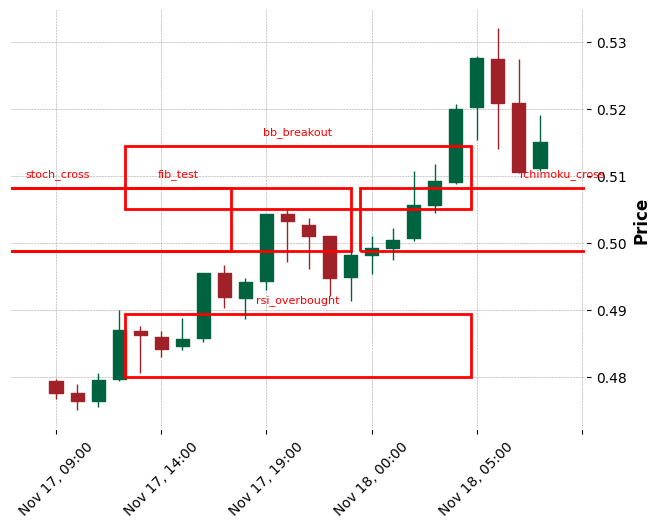 0.53
0.52
bb_breakout
stoch_cross
fib_test
ichimoku_cross
0.51
0.50
Price
rsi_overbought
0.49
0.48
Nov 17, 09:00
Nov 17, 14:00
Nov 17, 19:00
Nov 18, 00:00
Nov 18, 05:00